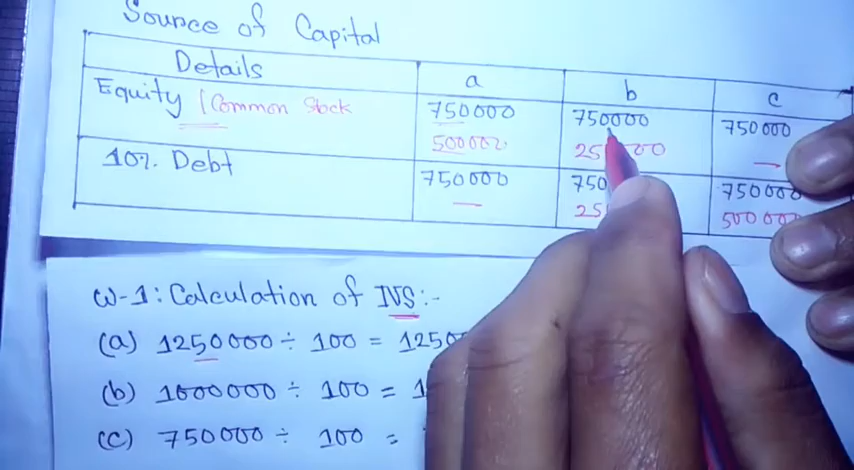 Source of Capital
Details a b c
Equity / Common Stock 750000 750000 750000
500000 —
10% Debt 750000 750000
— 500000
W-1: Calculation of NS:-
(a) 1250000 ÷ 100 =
(b) 1000000 ÷ 100 =
(c) 750000 ÷ 100 =